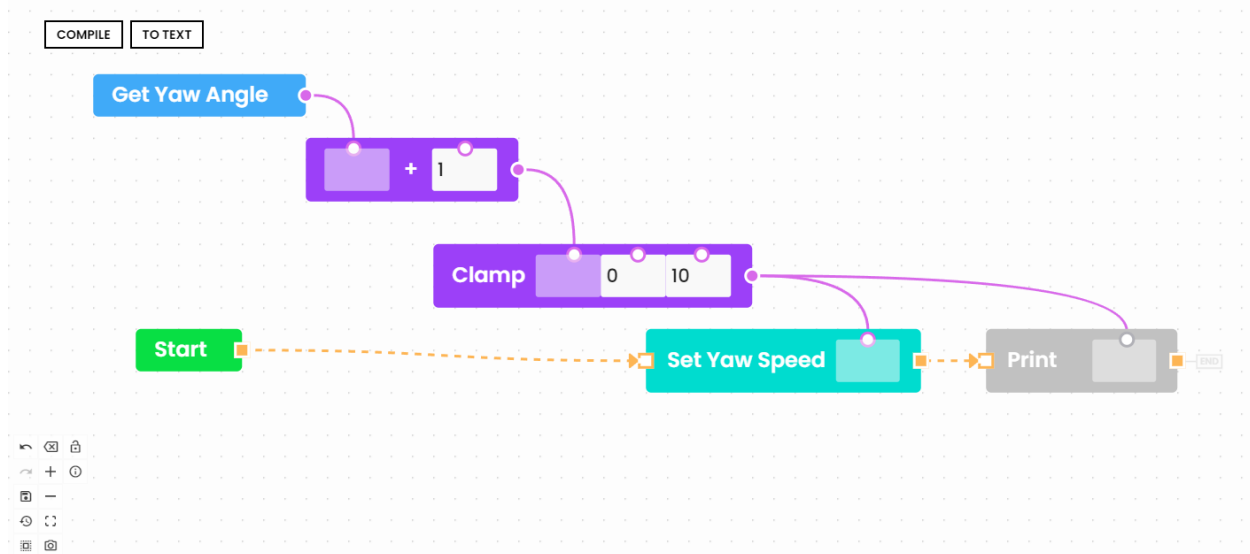 COMPILE TO TEXT
Get Yaw Angle
+ 1
Clamp 0 10
Start
Set Yaw Speed
Print
END